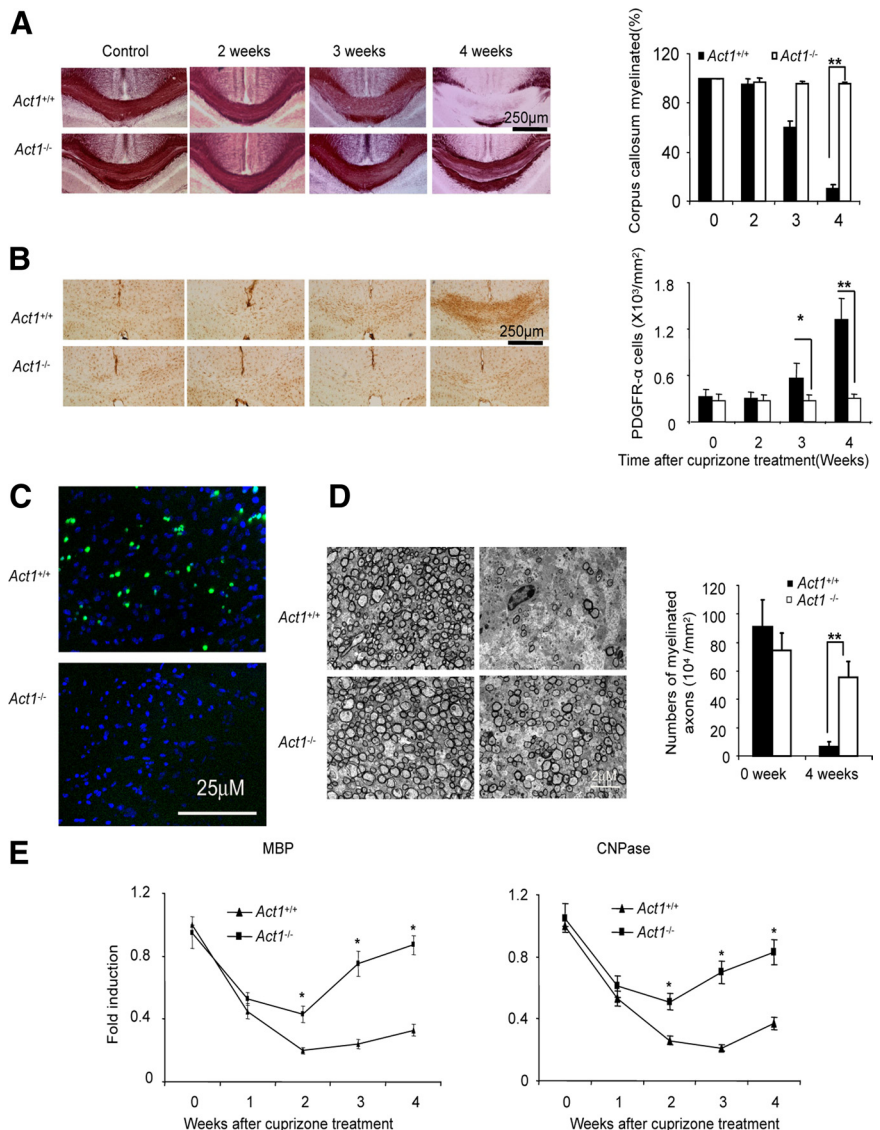 A
Control 2 weeks 3 weeks 4 weeks
Act1+/+
Act1-/-
250µm
Corpus callosum myelinated(%)
Act1+/+ Act1-/-
**
120
80
40
0
0 2 3 4
B
Act1+/+
Act1-/-
250µm
PDGFR-α cells (X10³/mm²)
1.8
1.2
0.6
0
* **
0 2 3 4
Time after cuprizone treatment(Weeks)
C
Act1+/+
Act1-/-
25µM
D
Act1+/+
Act1-/-
2µM
Numbers of myelinated
axons (10⁴ /mm²)
Act1+/+
Act1 -/-
**
120
100
80
60
40
20
0
0 week 4 weeks
E
MBP
Fold induction
1.2
0.8
0.4
0
Act1+/+
Act1-/-
* * *
0 1 2 3 4
Weeks after cuprizone treatment
CNPase
1.2
0.8
0.4
0
Act1+/+
Act1-/-
* * *
0 1 2 3 4
Weeks after cuprizone treatment